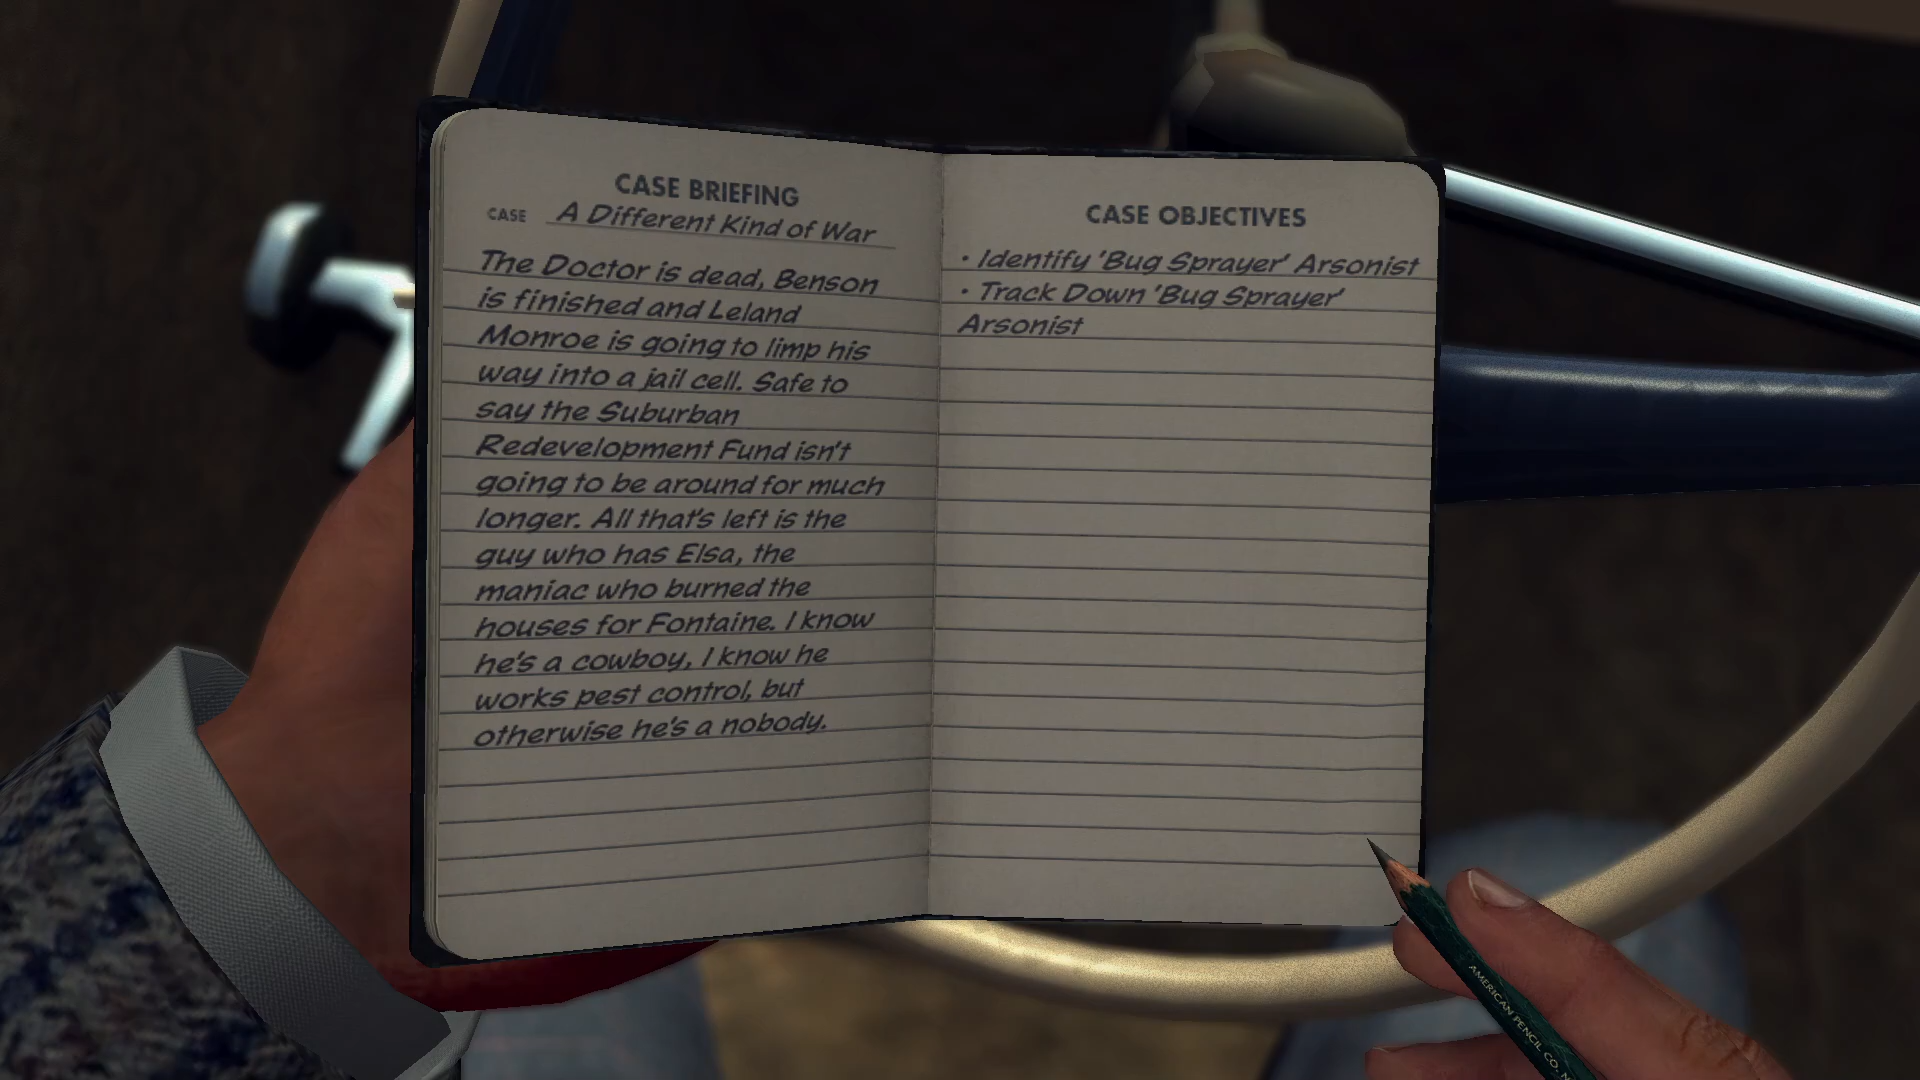 CASE BRIEFING
CASE A Different Kind of War
The Doctor is dead, Benson
is finished and Leland
Monroe is going to limp his
way into a jail cell. Safe to
say the Suburban
Redevelopment Fund isn't
going to be around for much
longer. All that's left is the
guy who has Elsa, the
maniac who burned the
houses for Fontaine. I know
he's a cowboy, I know he
works pest control, but
otherwise he's a nobody.
CASE OBJECTIVES
• Identify 'Bug Sprayer' Arsonist
• Track Down 'Bug Sprayer'
Arsonist
AMERICAN PENCIL CO.